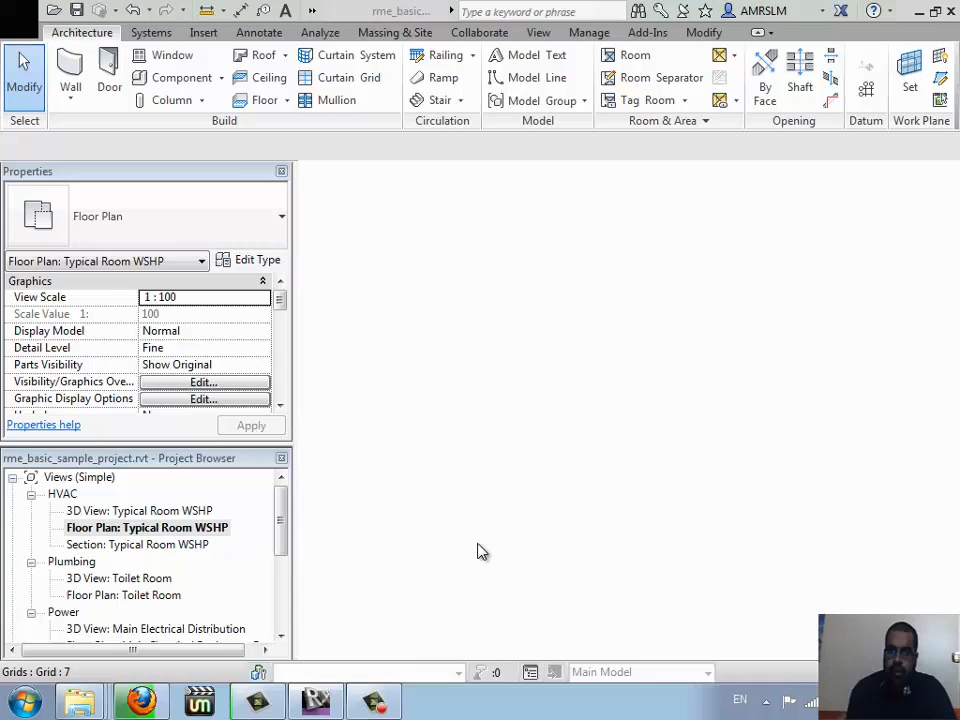 rme_basic...
Type a keyword or phrase
AMRSLM
Architecture Systems Insert Annotate Analyze Massing & Site Collaborate View Manage Add-Ins Modify
Modify
Wall
Door
Window
Component
Column
Roof
Ceiling
Floor
Curtain System
Curtain Grid
Mullion
Railing
Ramp
Stair
Model Text
Model Line
Model Group
Room
Room Separator
Tag Room
By
Face
Shaft
Set
Select
Build
Circulation
Model
Room & Area
Opening
Datum
Work Plane
Properties
Floor Plan
Floor Plan: Typical Room WSHP
Edit Type
Graphics
View Scale 1 : 100
Scale Value 1: 100
Display Model Normal
Detail Level Fine
Parts Visibility Show Original
Visibility/Graphics Ove... Edit...
Graphic Display Options Edit...
Properties help
Apply
rme_basic_sample_project.rvt - Project Browser
Views (Simple)
HVAC
3D View: Typical Room WSHP
Floor Plan: Typical Room WSHP
Section: Typical Room WSHP
Plumbing
3D View: Toilet Room
Floor Plan: Toilet Room
Power
3D View: Main Electrical Distribution
Grids : Grid : 7
:0
Main Model
EN